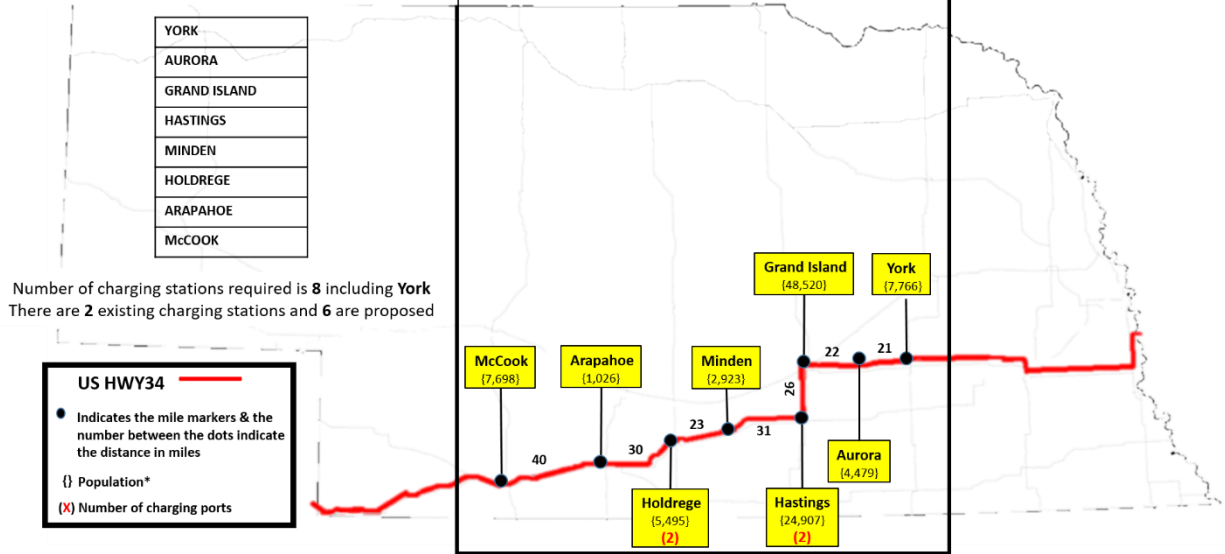 YORK
AURORA
GRAND ISLAND
HASTINGS
MINDEN
HOLDREGE
ARAPAHOE
McCOOK
Number of charging stations required is 8 including York
There are 2 existing charging stations and 6 are proposed
US HWY34
Indicates the mile markers & the
number between the dots indicate
the distance in miles
{} Population*
(X) Number of charging ports
McCook
{7,698}
40
Arapahoe
{1,026}
30
Holdrege
{5,495}
(2)
23
Minden
{2,923}
31
Hastings
{24,907}
(2)
26
Grand Island
{48,520}
22
Aurora
{4,479}
21
York
{7,766}